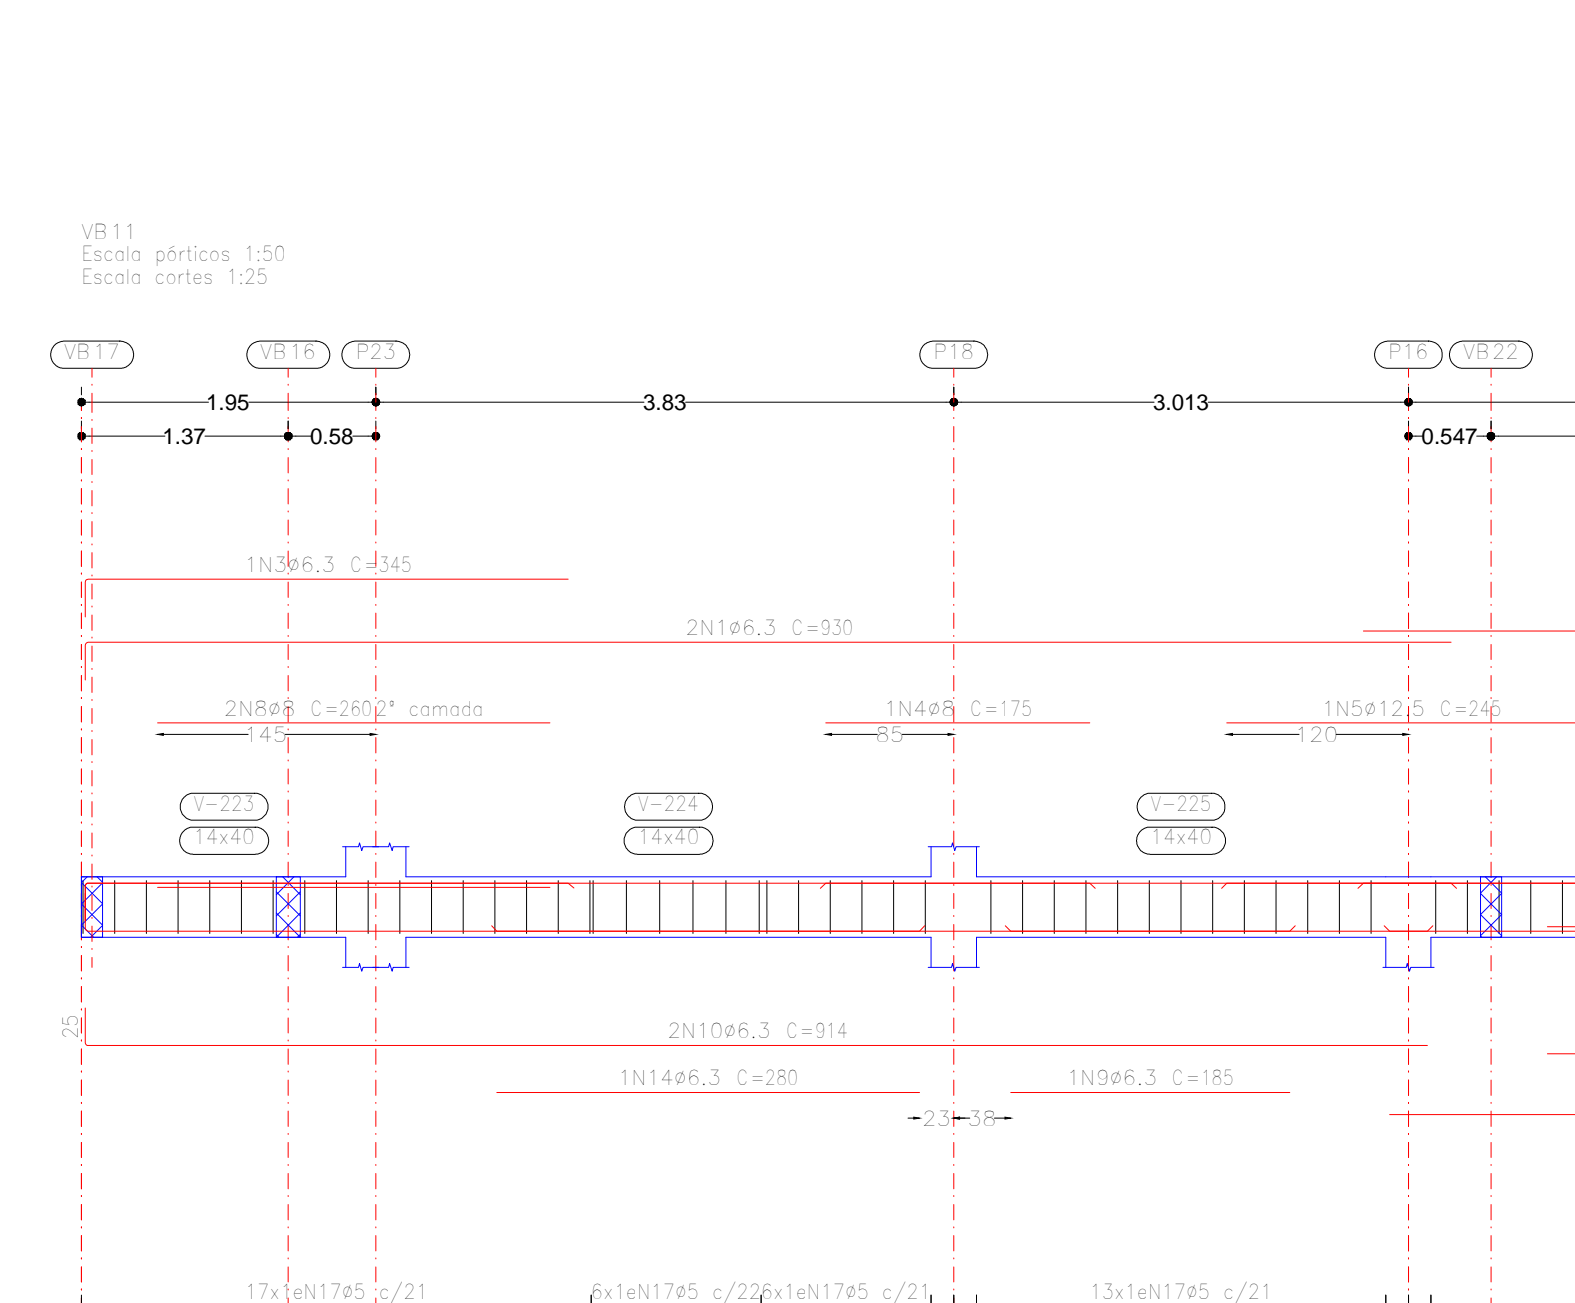 VB11
Escala pórticos 1:50
Escala cortes 1:25
VB17 VB16 P23 P18 P16 VB22
1.95 3.83 3.013
1.37 0.58 0.547
1N3ø6.3 C=345
2N1ø6.3 C=930
2N8ø8 C=260 2ª camada 1N4ø8 C=175 1N5ø12.5 C=245
145 85 120
V-223 V-224 V-225
14x40 14x40 14x40
25
2N10ø6.3 C=914
1N14ø6.3 C=280 1N9ø6.3 C=185
23 38
17x1eN17ø5 c/21 6x1eN17ø5 c/22 6x1eN17ø5 c/21 13x1eN17ø5 c/21